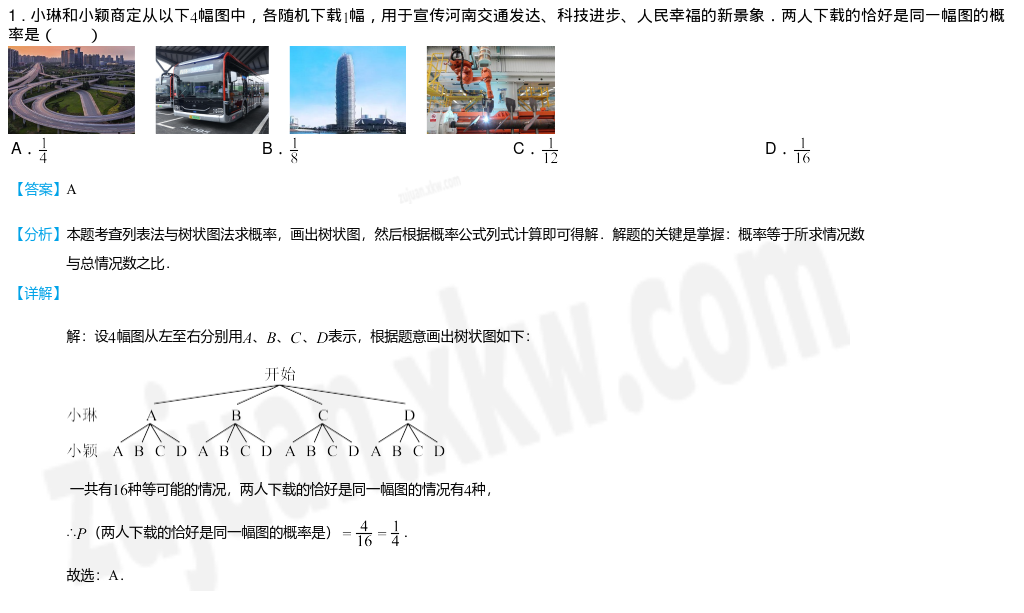 1．小琳和小颖商定从以下4幅图中，各随机下载1幅，用于宣传河南交通发达、科技进步、人民幸福的新景象．两人下载的恰好是同一幅图的概
率是（　　）
A．1/4 B．1/8 C．1/12 D．1/16
【答案】A
【分析】本题考查列表法与树状图法求概率，画出树状图，然后根据概率公式列式计算即可得解．解题的关键是掌握：概率等于所求情况数
与总情况数之比．
【详解】
解：设4幅图从左至右分别用A、B、C、D表示，根据题意画出树状图如下：
开始
小琳 A B C D
小颖 A B C D A B C D A B C D A B C D
一共有16种等可能的情况，两人下载的恰好是同一幅图的情况有4种，
∴P（两人下载的恰好是同一幅图的概率是）= 4/16 = 1/4．
故选：A．
zujuan.xkw.com
zujuan.xkw.com